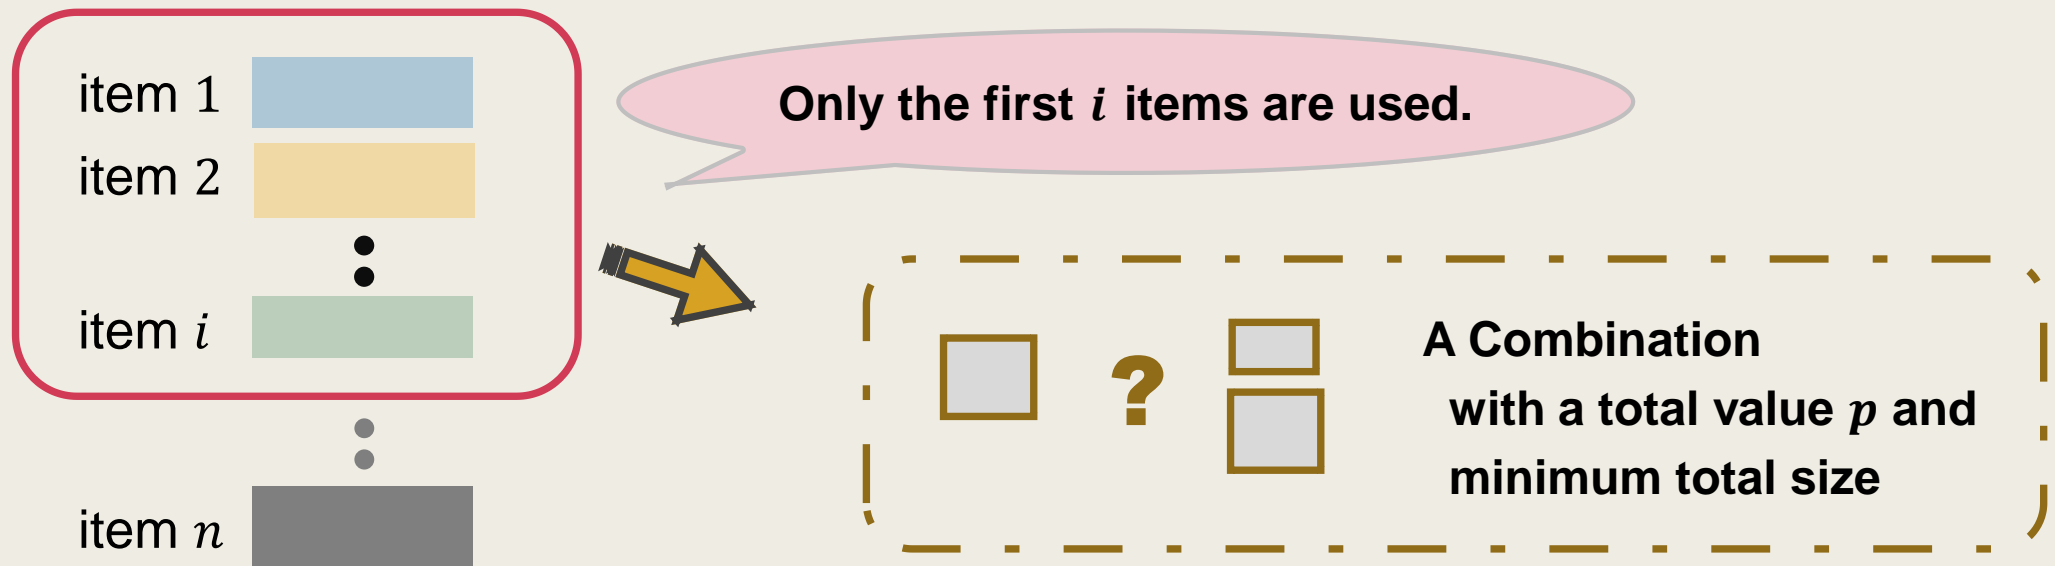 item 1
item 2
item i
item n
Only the first i items are used.
?
A Combination
with a total value p and
minimum total size